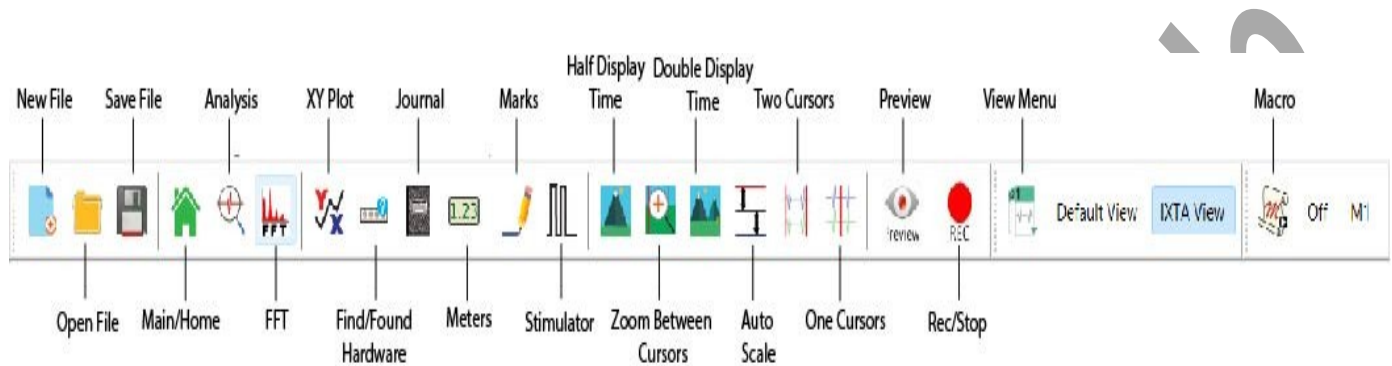 Half Display Double Display
New File Save File Analysis XY Plot Journal Marks Time Time Two Cursors Preview View Menu Macro
FFT 1.23 Default View IXTA View Off M1
REC
Open File Main/Home FFT Find/Found Meters Stimulator Zoom Between Auto One Cursors Rec/Stop
Hardware Cursors Scale